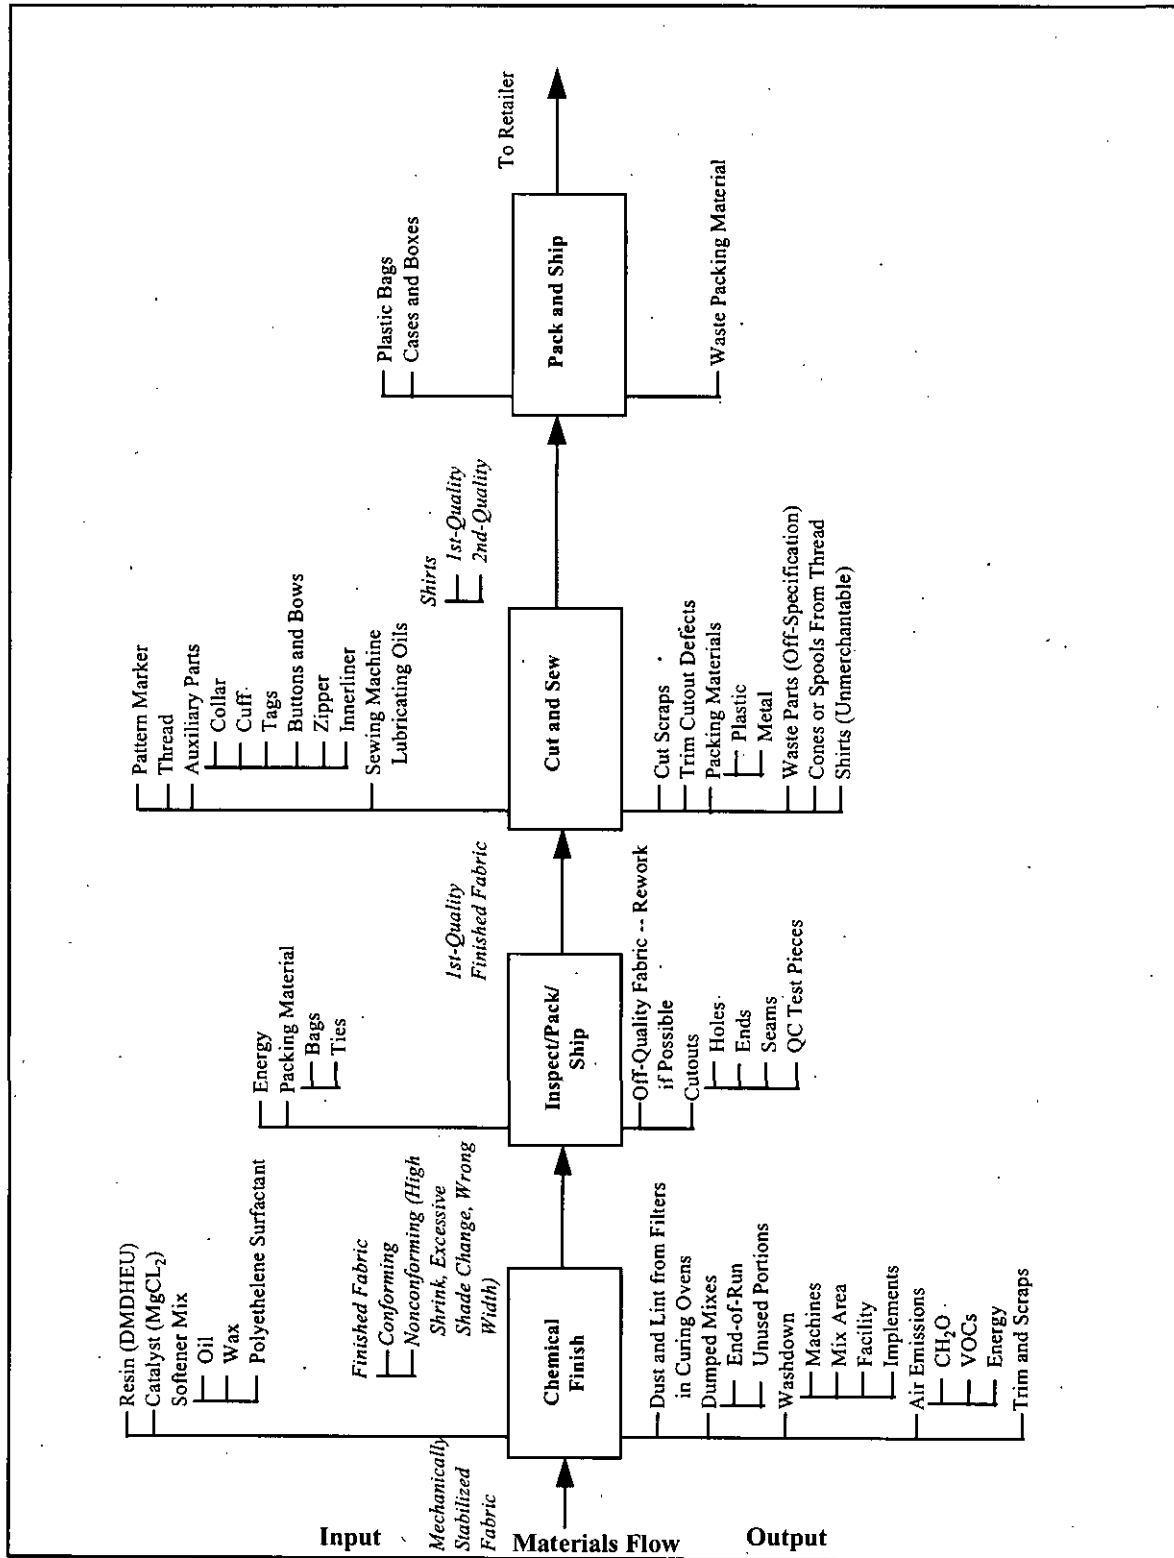 Input
Materials Flow
Output
Mechanically
Stabilized
Fabric
Resin (DMDHEU)
Catalyst (MgCL₂)
Softener Mix
Oil
Wax
Polyethelene Surfactant
Chemical
Finish
Dust and Lint from Filters
in Curing Ovens
Dumped Mixes
End-of-Run
Unused Portions
Washdown
Machines
Mix Area
Facility
Implements
Air Emissions
CH₂O
VOCs
Energy
Trim and Scraps
Finished Fabric
Conforming
Nonconforming (High
Shrink, Excessive
Shade Change, Wrong
Width)
Energy
Packing Material
Bags
Ties
Inspect/Pack/
Ship
Off-Quality Fabric -- Rework
if Possible
Cutouts
Holes
Ends
Seams
QC Test Pieces
1st-Quality
Finished Fabric
Pattern Marker
Thread
Auxiliary Parts
Collar
Cuff
Tags
Buttons and Bows
Zipper
Innerliner
Sewing Machine
Lubricating Oils
Cut and Sew
Cut Scraps
Trim Cutout Defects
Packing Materials
Plastic
Metal
Waste Parts (Off-Specification)
Cones or Spools From Thread
Shirts (Unmerchantable)
Shirts
1st-Quality
2nd-Quality
Plastic Bags
Cases and Boxes
Pack and Ship
Waste Packing Material
To Retailer